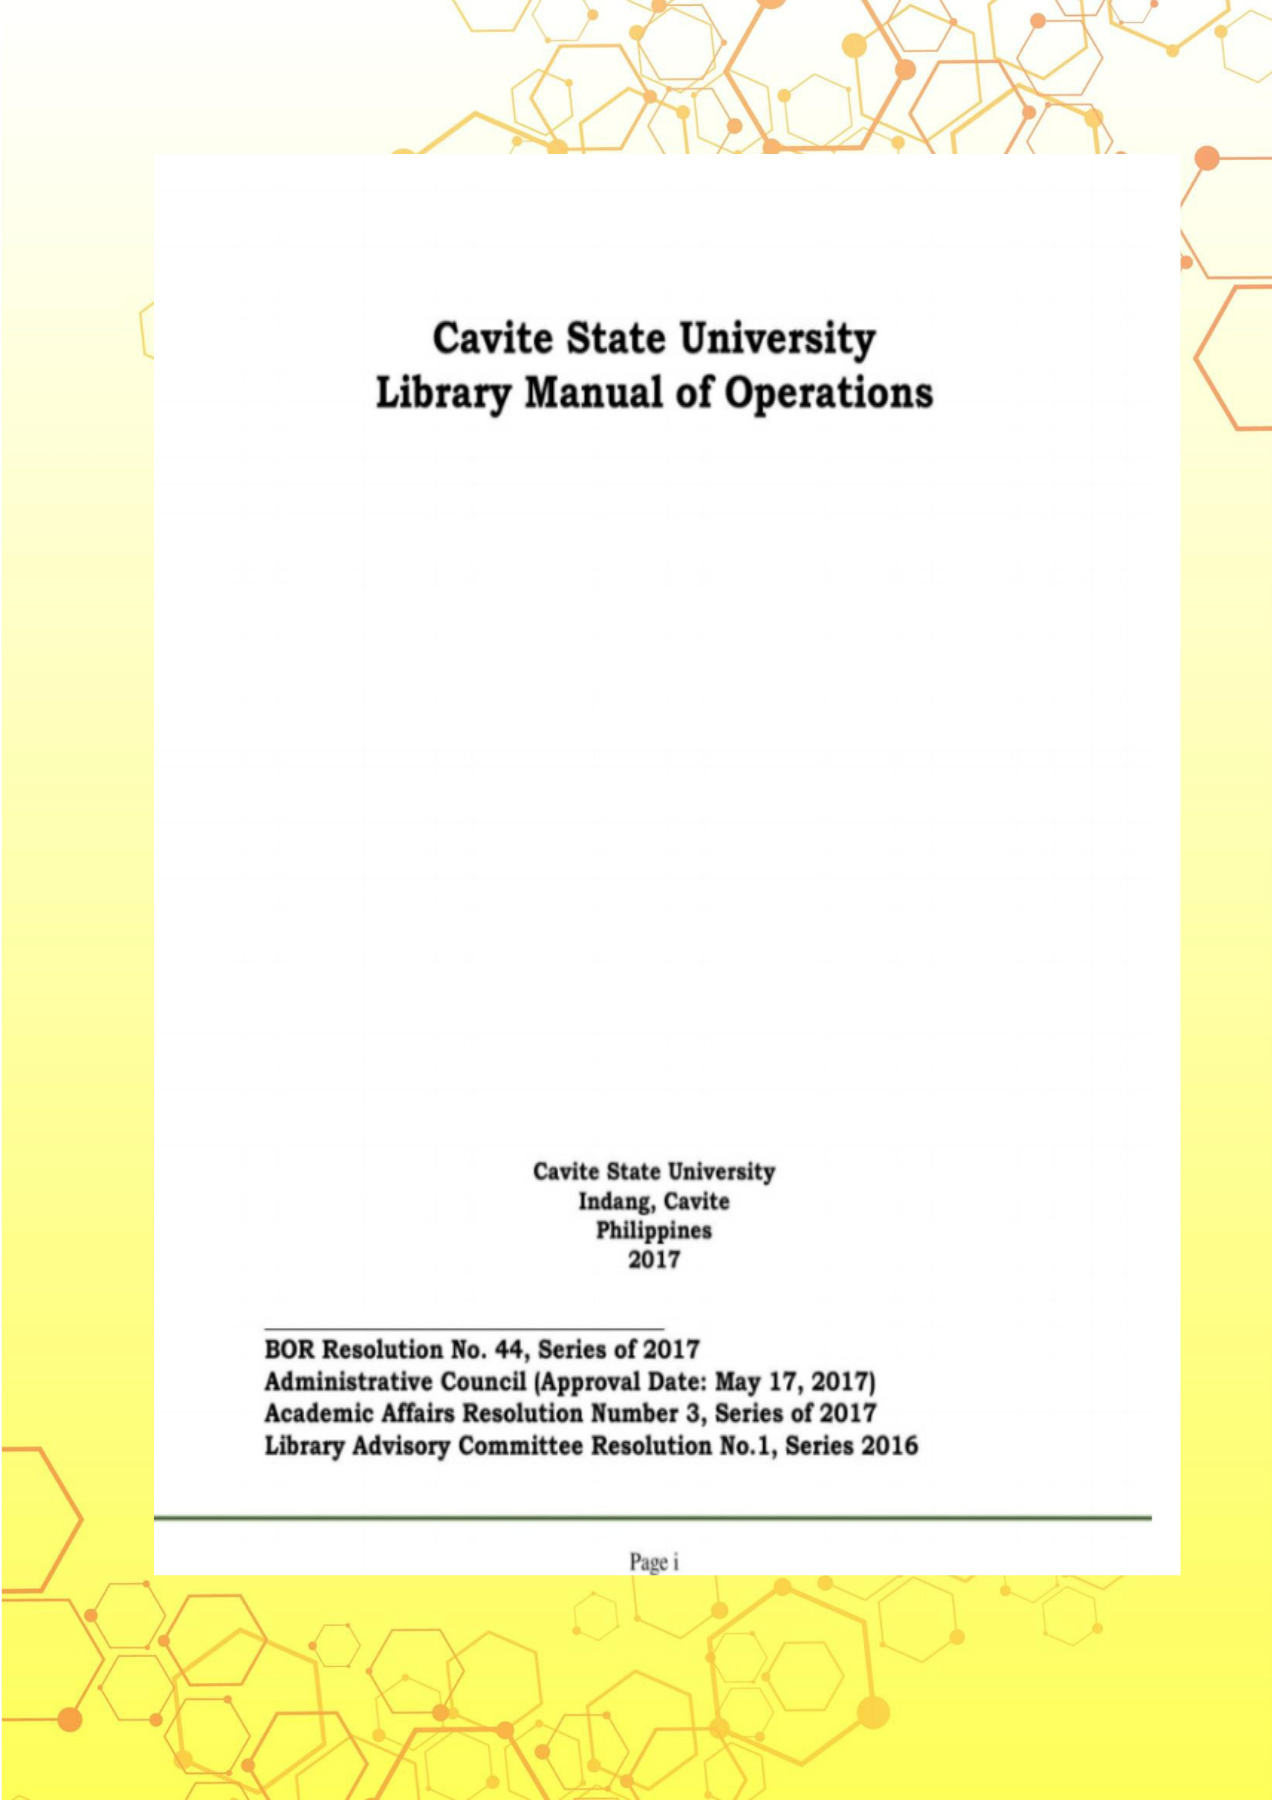 Cavite State University
Library Manual of Operations
Cavite State University
Indang, Cavite
Philippines
2017
BOR Resolution No. 44, Series of 2017
Administrative Council (Approval Date: May 17, 2017)
Academic Affairs Resolution Number 3, Series of 2017
Library Advisory Committee Resolution No.1, Series 2016
Page i